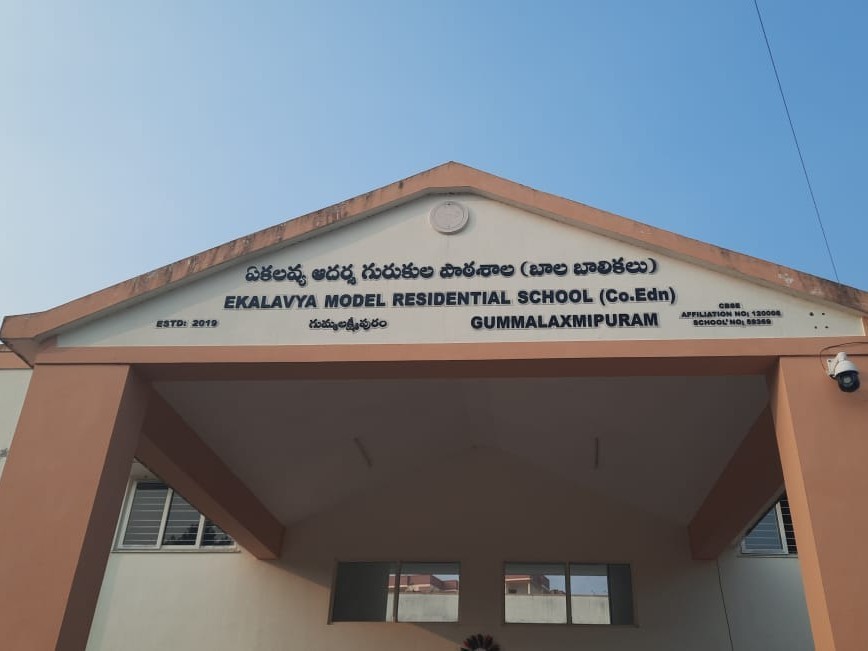 ఏకలవ్య ఆదర్శ గురుకుల పాఠశాల (బాల బాలికలు)
EKALAVYA MODEL RESIDENTIAL SCHOOL (Co.Edn)
ESTD: 2019 గుమ్మలక్ష్మీపురం GUMMALAXMIPURAM
CBSE
AFFILIATION NO: 120006
SCHOOL NO: